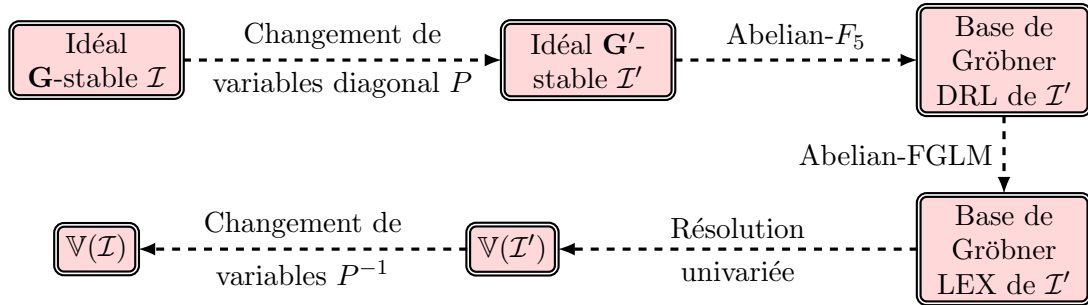 Idéal
G-stable I
Changement de
variables diagonal P
Idéal G′-
stable I′
Abelian-F₅
Base de
Gröbner
DRL de I′
Abelian-FGLM
Base de
Gröbner
LEX de I′
Résolution
univariée
𝕍(I′)
Changement de
variables P⁻¹
𝕍(I)